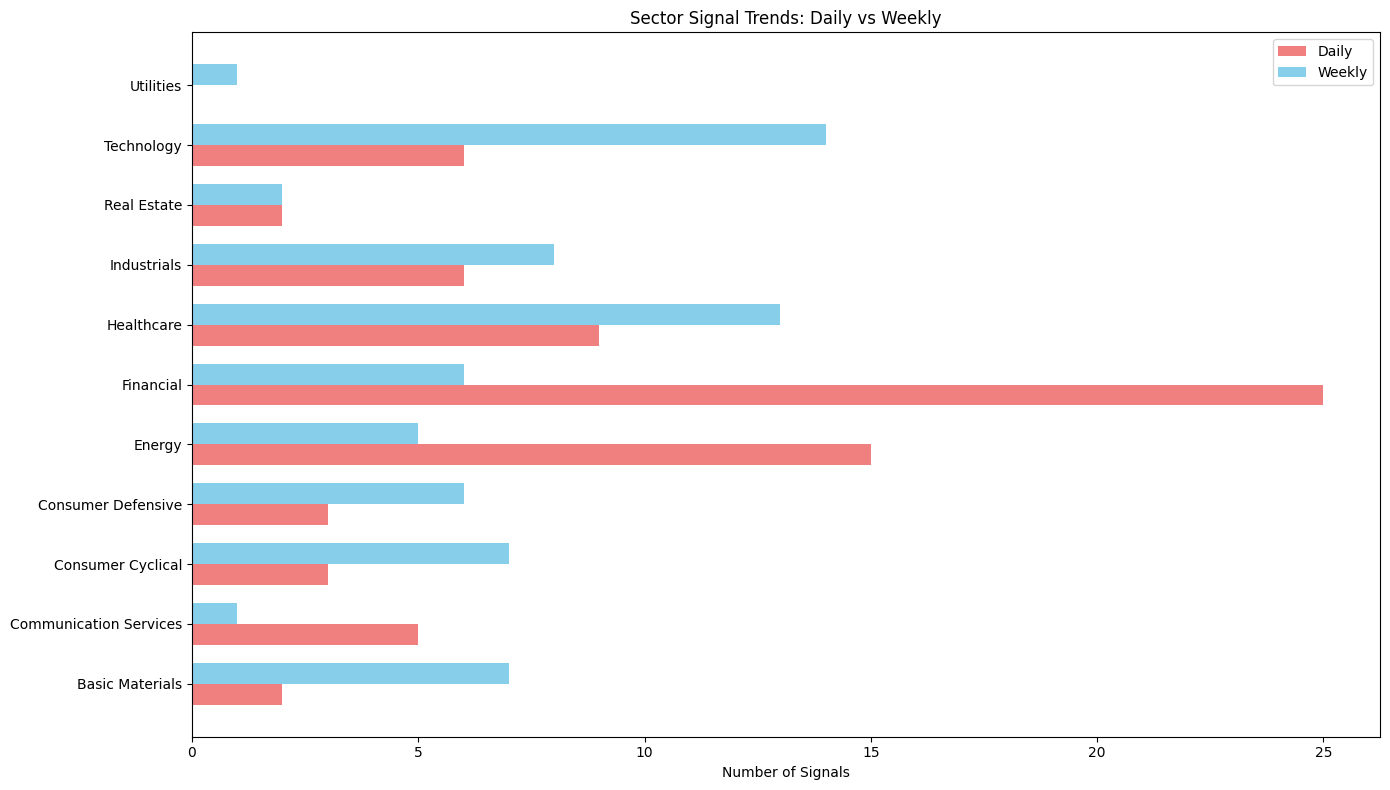 Sector Signal Trends: Daily vs Weekly
Daily
Weekly
Utilities
Technology
Real Estate
Industrials
Healthcare
Financial
Energy
Consumer Defensive
Consumer Cyclical
Communication Services
Basic Materials
0 5 10 15 20 25
Number of Signals